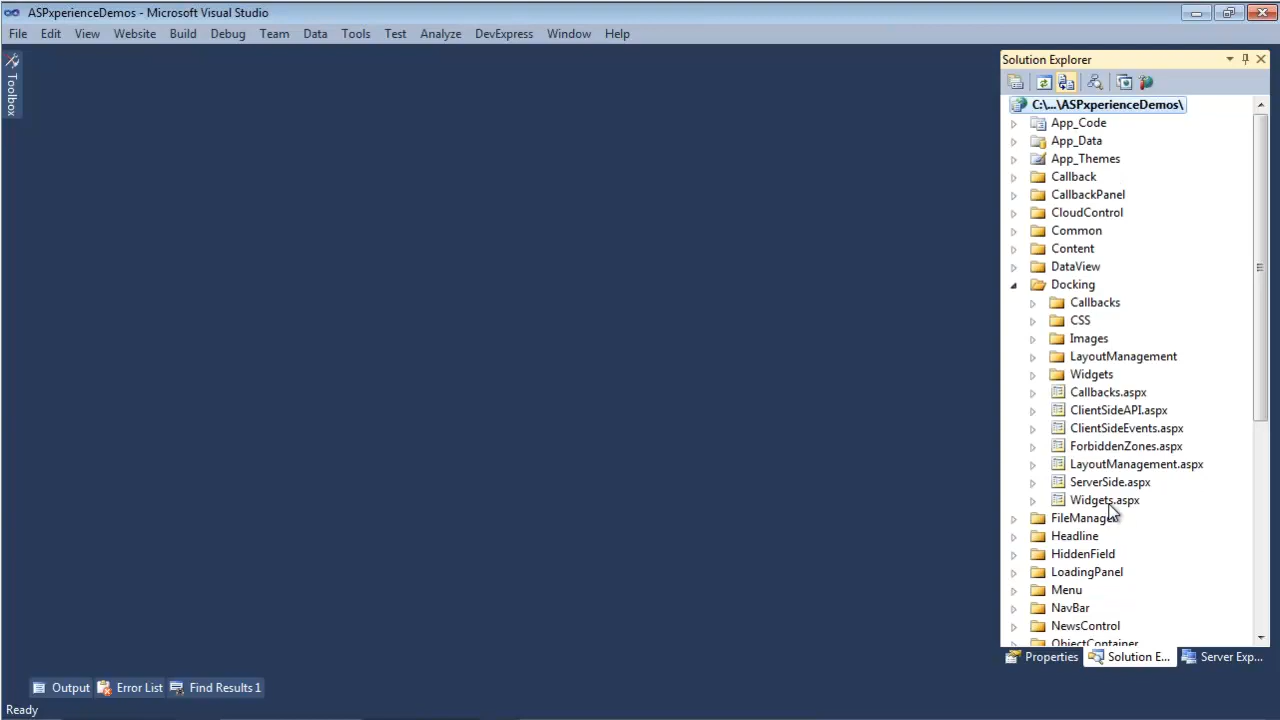 ASPxperienceDemos - Microsoft Visual Studio
File Edit View Website Build Debug Team Data Tools Test Analyze DevExpress Window Help
Toolbox
Solution Explorer
C:\...\ASPxperienceDemos\
App_Code
App_Data
App_Themes
Callback
CallbackPanel
CloudControl
Common
Content
DataView
Docking
Callbacks
CSS
Images
LayoutManagement
Widgets
Callbacks.aspx
ClientSideAPI.aspx
ClientSideEvents.aspx
ForbiddenZones.aspx
LayoutManagement.aspx
ServerSide.aspx
Widgets.aspx
FileManager
Headline
HiddenField
LoadingPanel
Menu
NavBar
NewsControl
ObjectContainer
Properties Solution E... Server Exp...
Output Error List Find Results 1
Ready